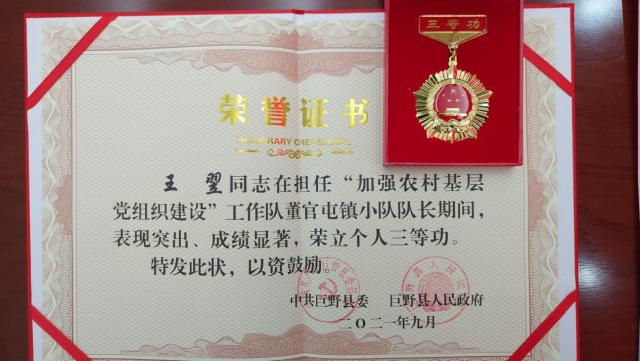 三等功
荣誉证书
HONORARY CREDENTIAL
王 翌同志在担任“加强农村基层
党组织建设”工作队董官屯镇小队队长期间，
表现突出、成绩显著，荣立个人三等功。
特发此状，以资鼓励。
中共巨野县委 巨野县人民政府
二〇二一年九月